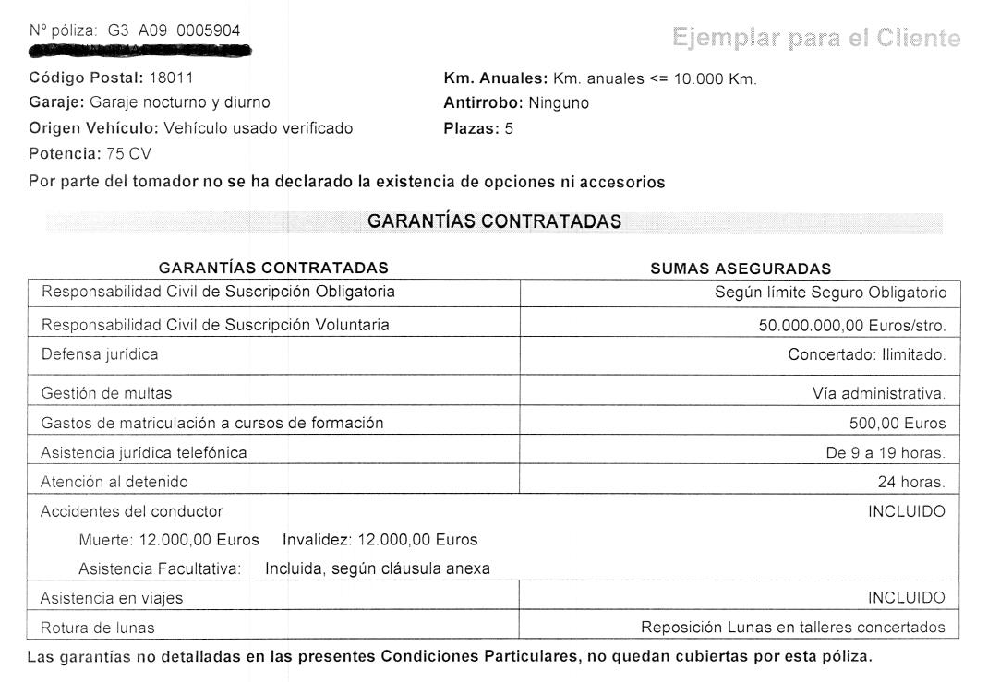 Nº póliza: G3 A09 0005904
Ejemplar para el Cliente
Código Postal: 18011
Km. Anuales: Km. anuales <= 10.000 Km.
Garaje: Garaje nocturno y diurno
Antirrobo: Ninguno
Origen Vehículo: Vehículo usado verificado
Plazas: 5
Potencia: 75 CV
Por parte del tomador no se ha declarado la existencia de opciones ni accesorios
GARANTÍAS CONTRATADAS
GARANTÍAS CONTRATADAS
SUMAS ASEGURADAS
Responsabilidad Civil de Suscripción Obligatoria
Según límite Seguro Obligatorio
Responsabilidad Civil de Suscripción Voluntaria
50.000.000,00 Euros/stro.
Defensa jurídica
Concertado: Ilimitado.
Gestión de multas
Vía administrativa.
Gastos de matriculación a cursos de formación
500,00 Euros
Asistencia jurídica telefónica
De 9 a 19 horas.
Atención al detenido
24 horas.
Accidentes del conductor
INCLUIDO
Muerte: 12.000,00 Euros Invalidez: 12.000,00 Euros
Asistencia Facultativa: Incluida, según cláusula anexa
Asistencia en viajes
INCLUIDO
Rotura de lunas
Reposición Lunas en talleres concertados
Las garantías no detalladas en las presentes Condiciones Particulares, no quedan cubiertas por esta póliza.